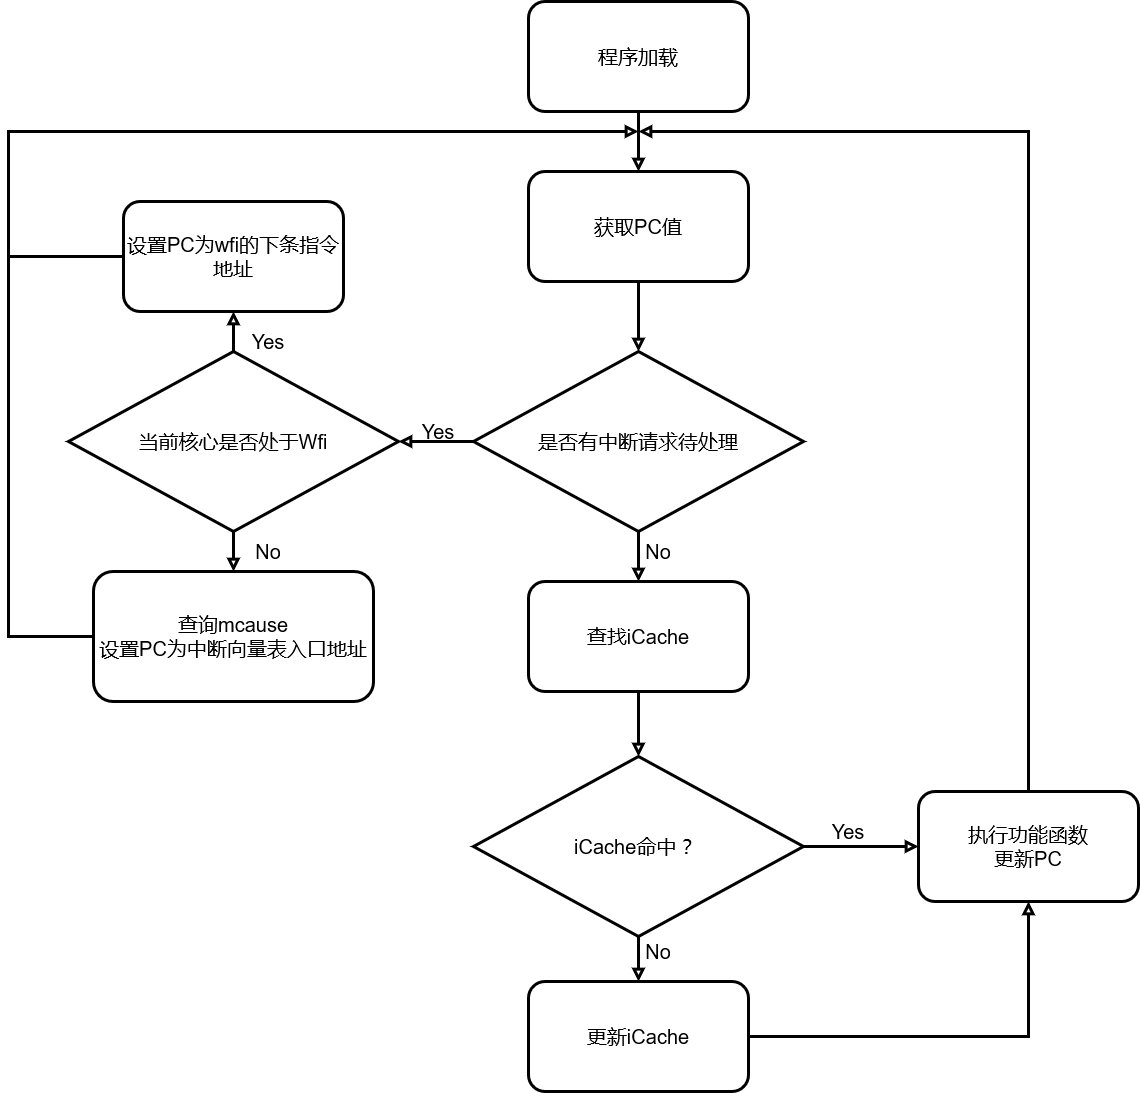 程序加载
获取PC值
设置PC为wfi的下条指令
地址
Yes
当前核心是否处于Wfi
Yes
是否有中断请求待处理
No
No
查询mcause
设置PC为中断向量表入口地址
查找iCache
iCache命中？
Yes
执行功能函数
更新PC
No
更新iCache